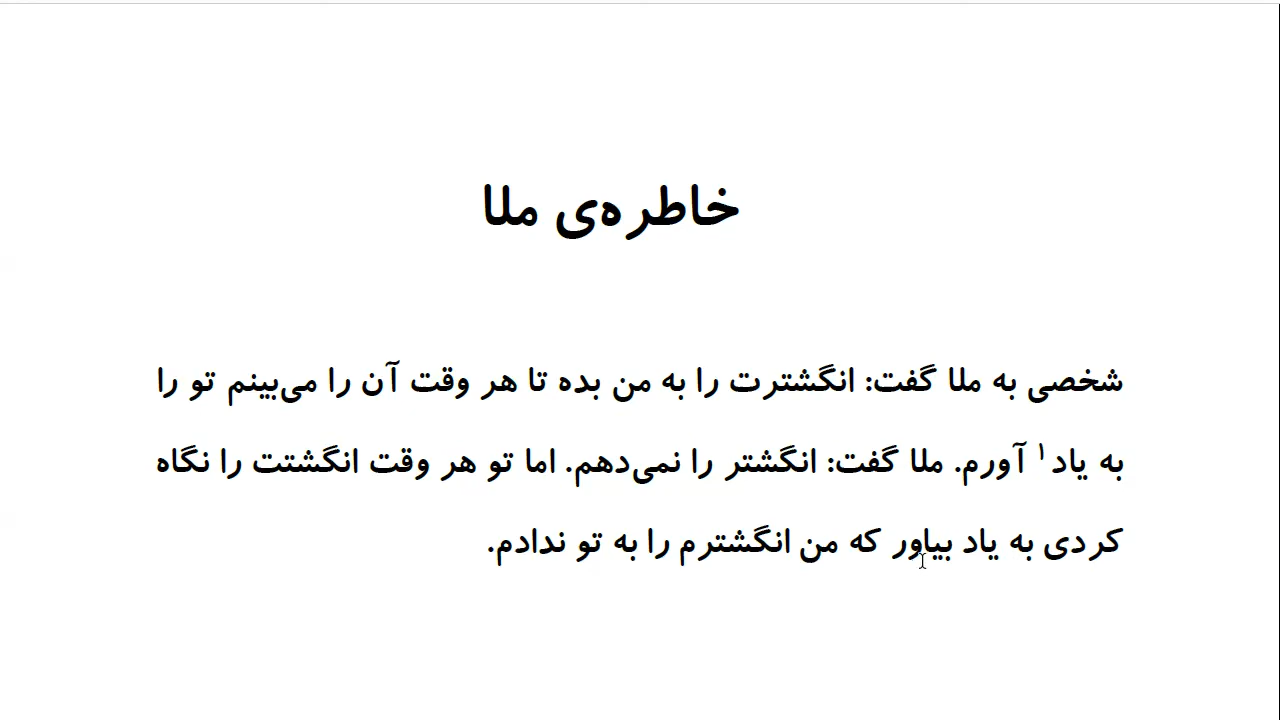 خاطره‌ی ملا
شخصی به ملا گفت: انگشترت را به من بده تا هر وقت آن را می‌بینم تو را
به یاد۱ آورم. ملا گفت: انگشتر را نمی‌دهم. اما تو هر وقت انگشتت را نگاه
کردی به یاد بیاور که من انگشترم را به تو ندادم.